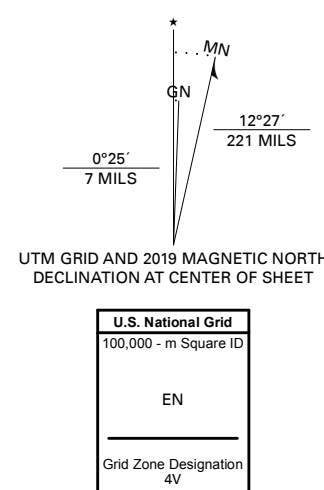 ★
MN
GN
12°27´
221 MILS
0°25´
7 MILS
UTM GRID AND 2019 MAGNETIC NORTH
DECLINATION AT CENTER OF SHEET
U.S. National Grid
100,000 - m Square ID
EN
Grid Zone Designation
4V